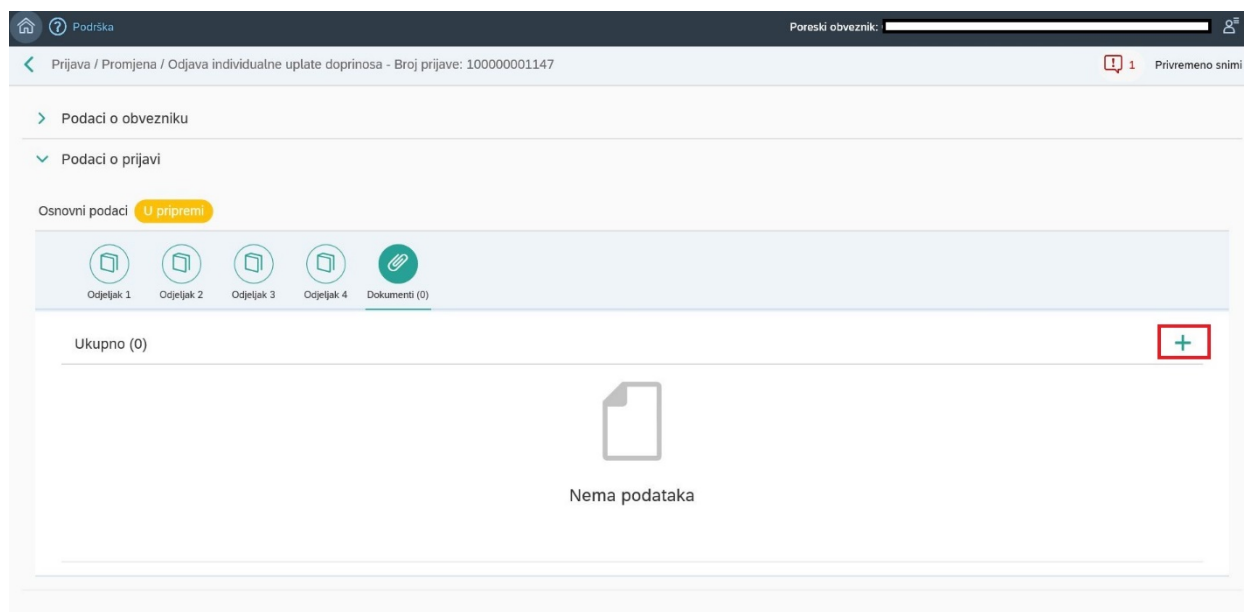 Podrška
Poreski obveznik:
Prijava / Promjena / Odjava individualne uplate doprinosa - Broj prijave: 100000001147
1 Privremeno snimi
Podaci o obvezniku
Podaci o prijavi
Osnovni podaci U pripremi
Odjeljak 1 Odjeljak 2 Odjeljak 3 Odjeljak 4 Dokumenti (0)
Ukupno (0)
Nema podataka